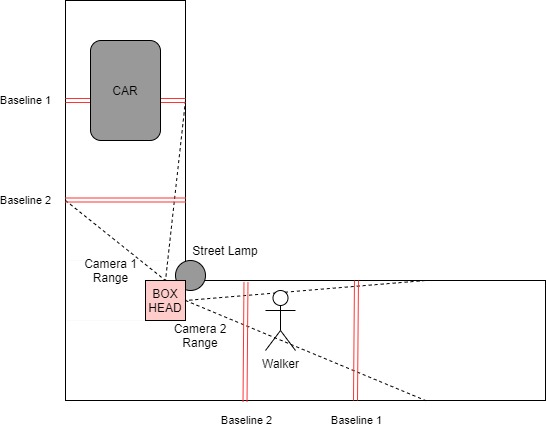 CAR
Baseline 1
Baseline 2
Street Lamp
Camera 1
Range
BOX
HEAD
Camera 2
Range
Walker
Baseline 2
Baseline 1